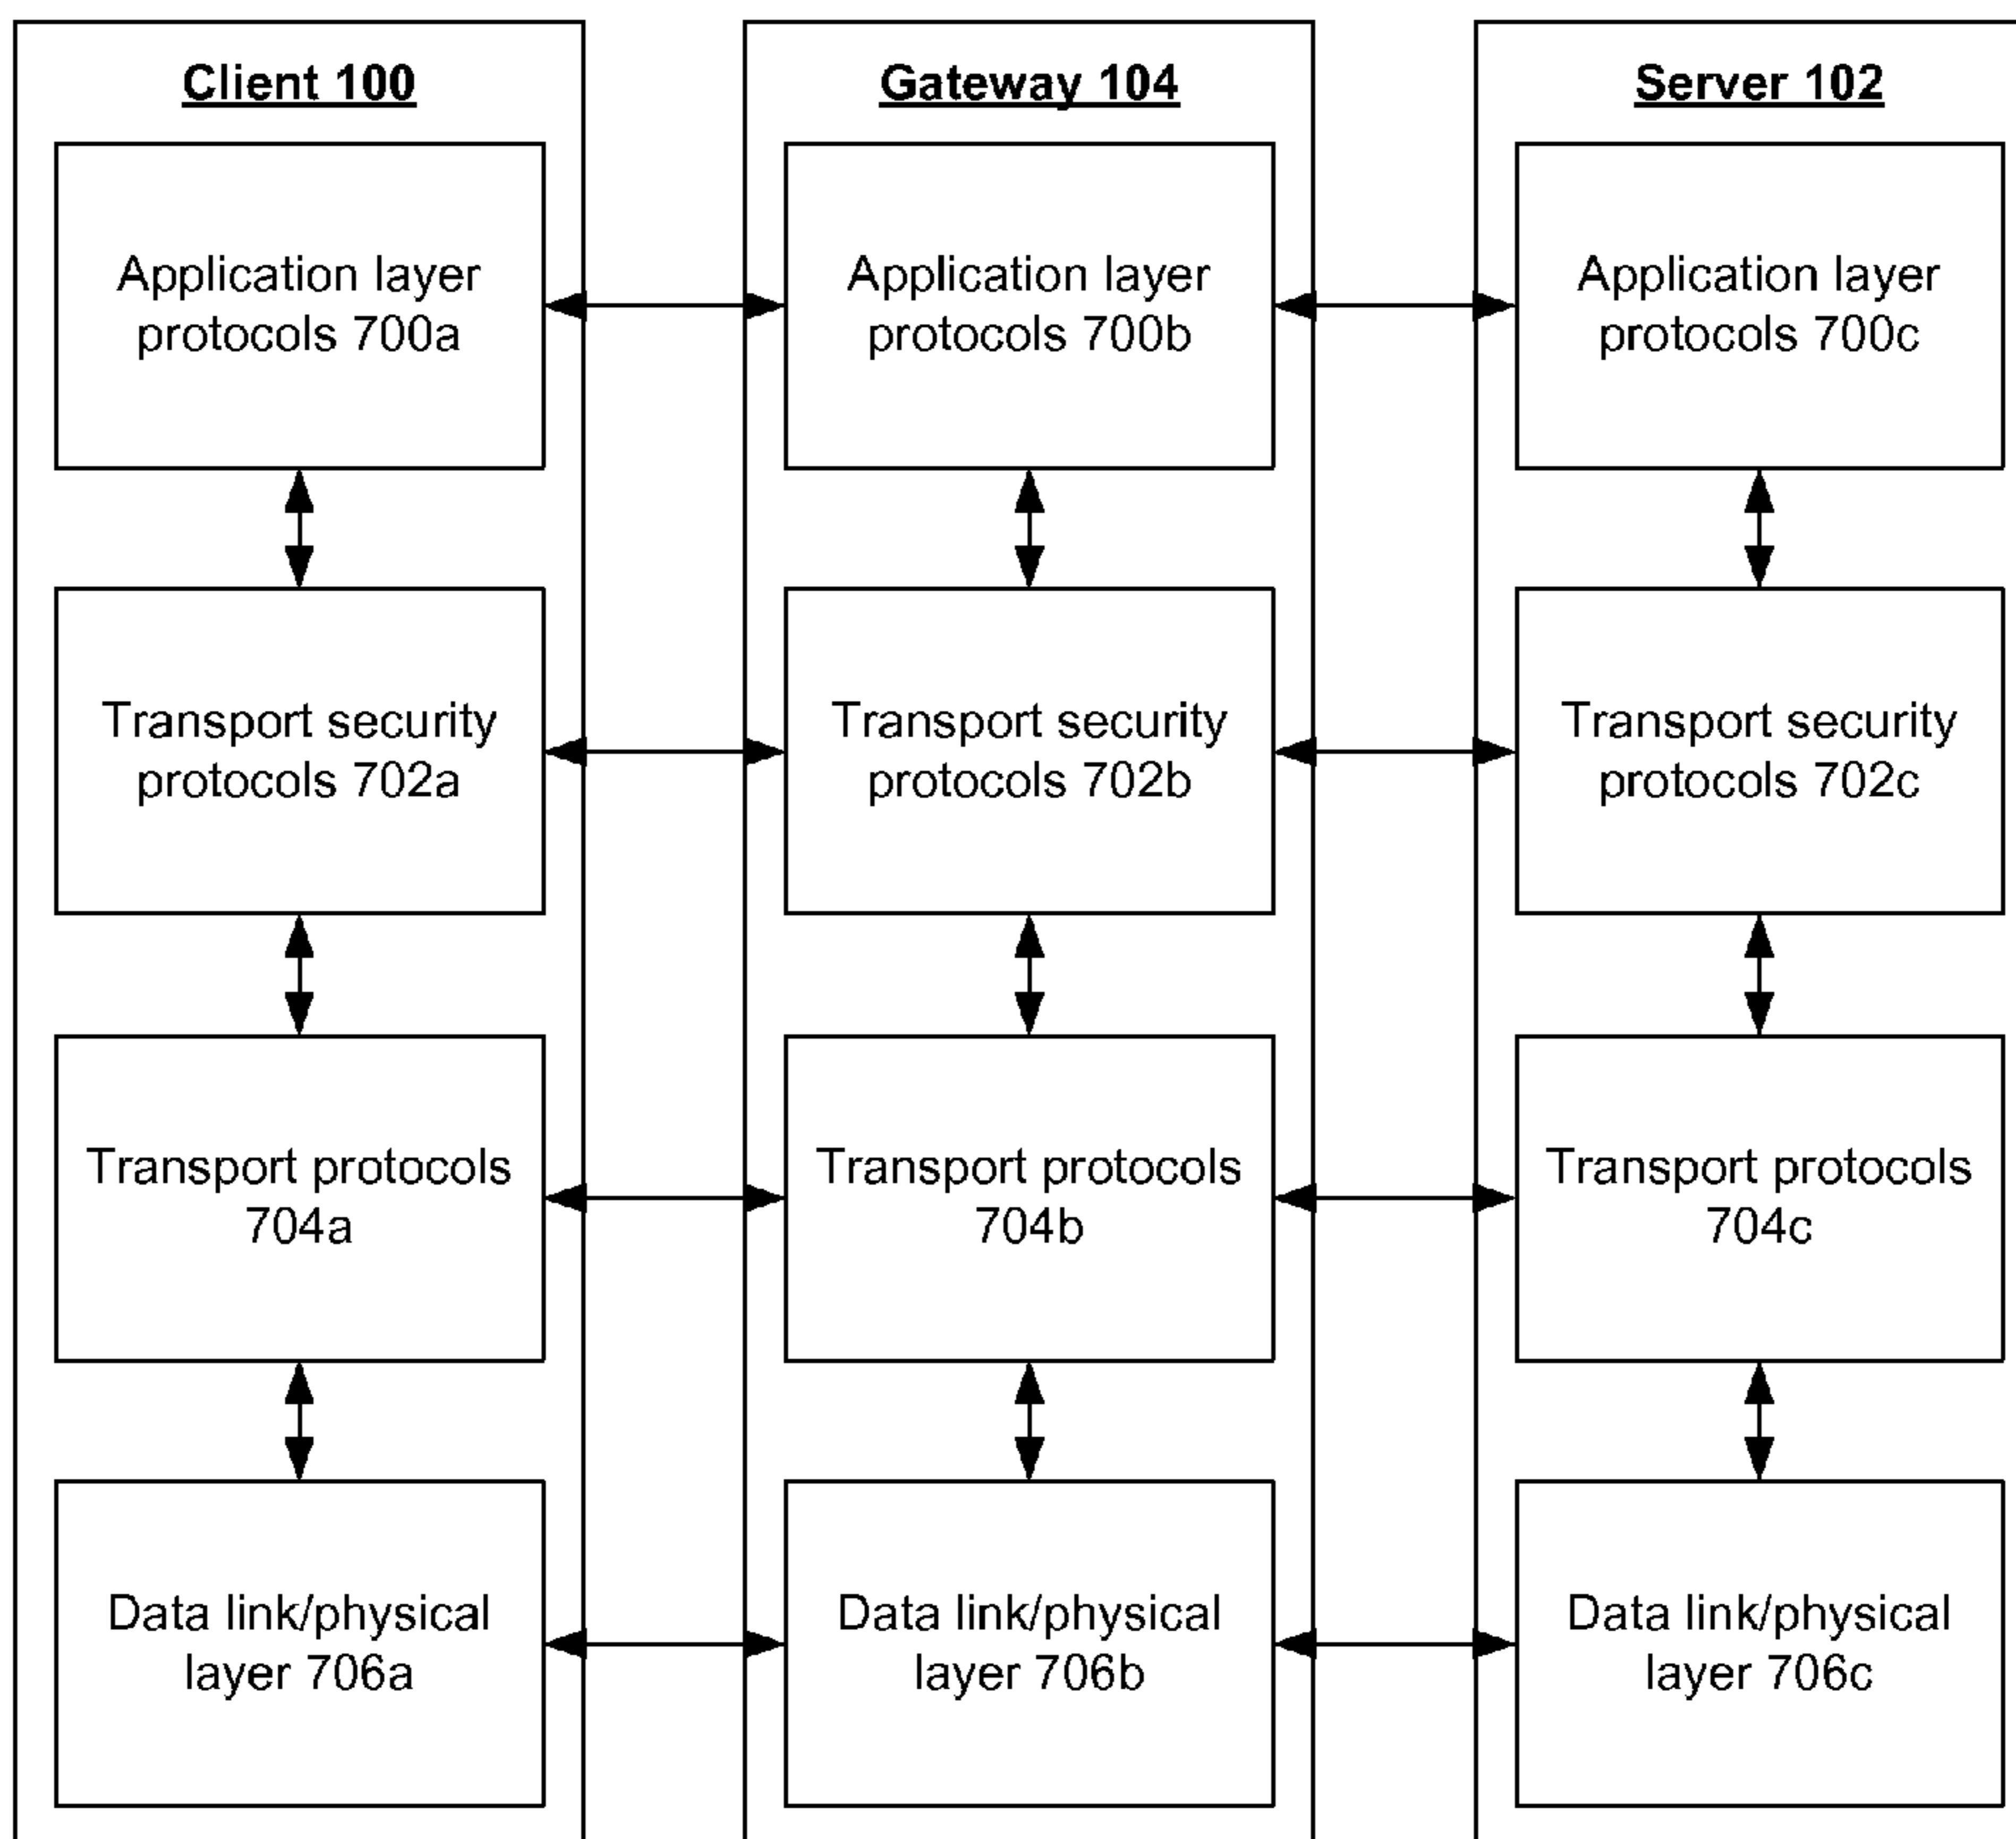 Client 100
Gateway 104
Server 102
Application layer
protocols 700a
Application layer
protocols 700b
Application layer
protocols 700c
Transport security
protocols 702a
Transport security
protocols 702b
Transport security
protocols 702c
Transport protocols
704a
Transport protocols
704b
Transport protocols
704c
Data link/physical
layer 706a
Data link/physical
layer 706b
Data link/physical
layer 706c